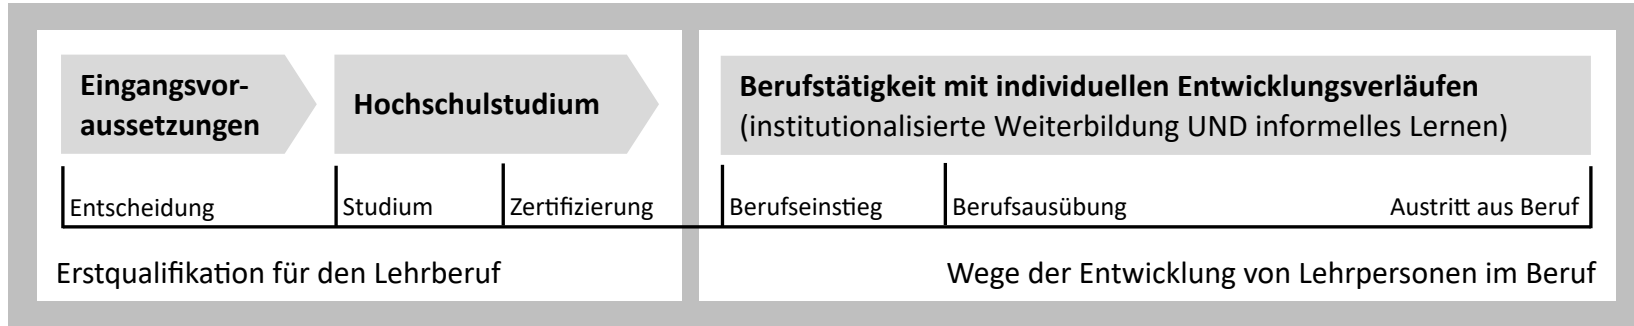 Eingangsvor-
aussetzungen
Hochschulstudium
Berufstätigkeit mit individuellen Entwicklungsverläufen
(institutionalisierte Weiterbildung UND informelles Lernen)
Entscheidung
Studium
Zertifizierung
Berufseinstieg
Berufsausübung
Austritt aus Beruf
Erstqualifikation für den Lehrberuf
Wege der Entwicklung von Lehrpersonen im Beruf